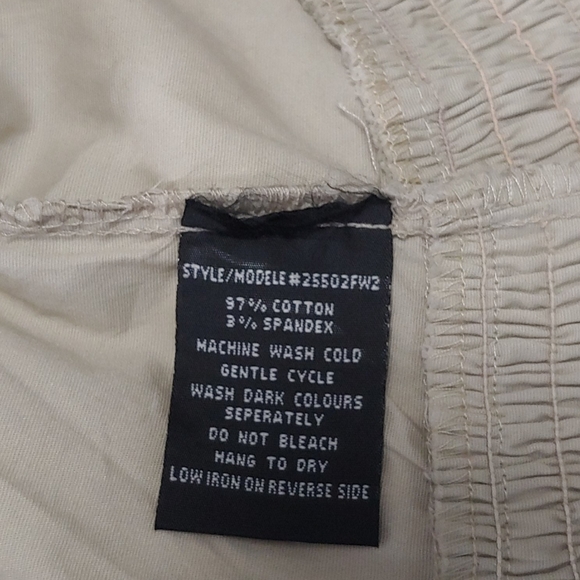 STYLE/MODELE#25502FW2
97% COTTON
3% SPANDEX
MACHINE WASH COLD
GENTLE CYCLE
WASH DARK COLOURS
SEPERATELY
DO NOT BLEACH
HANG TO DRY
LOW IRON ON REVERSE SIDE